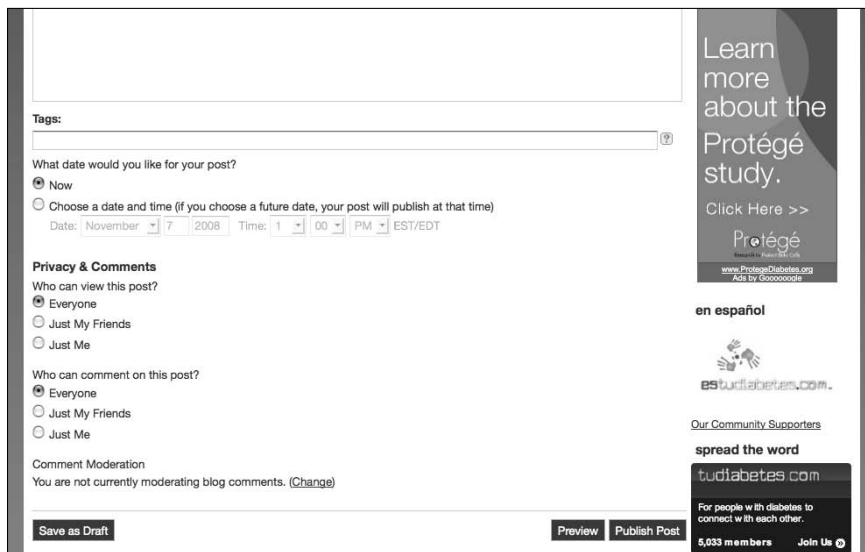 Tags:
?
What date would you like for your post?
Now
Choose a date and time (if you choose a future date, your post will publish at that time)
Date: November 7 2008 Time: 1 00 PM EST/EDT
Privacy & Comments
Who can view this post?
Everyone
Just My Friends
Just Me
Who can comment on this post?
Everyone
Just My Friends
Just Me
Comment Moderation
You are not currently moderating blog comments. (Change)
Save as Draft
Preview Publish Post
Learn
more
about the
Protégé
study.
Click Here >>
Protégé
www.ProtegeDiabetes.org
Ads by Goooooogle
en español
estudiabetes.com
Our Community Supporters
spread the word
tudiabetes.com
For people with diabetes to
connect with each other.
5,033 members Join Us